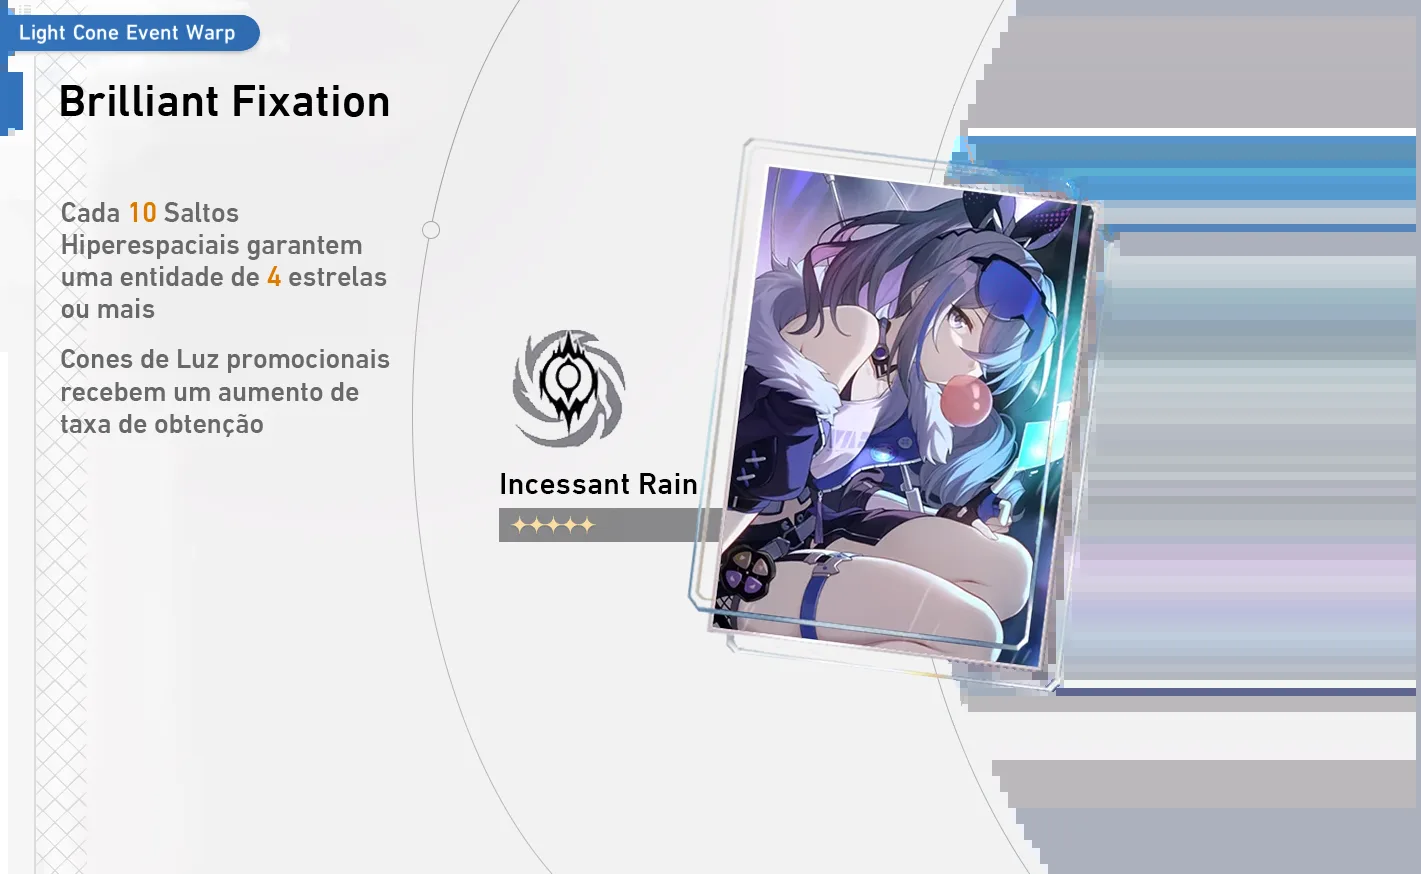 Light Cone Event Warp
Brilliant Fixation
Cada 10 Saltos
Hiperespaciais garantem
uma entidade de 4 estrelas
ou mais
Cones de Luz promocionais
recebem um aumento de
taxa de obtenção
Incessant Rain